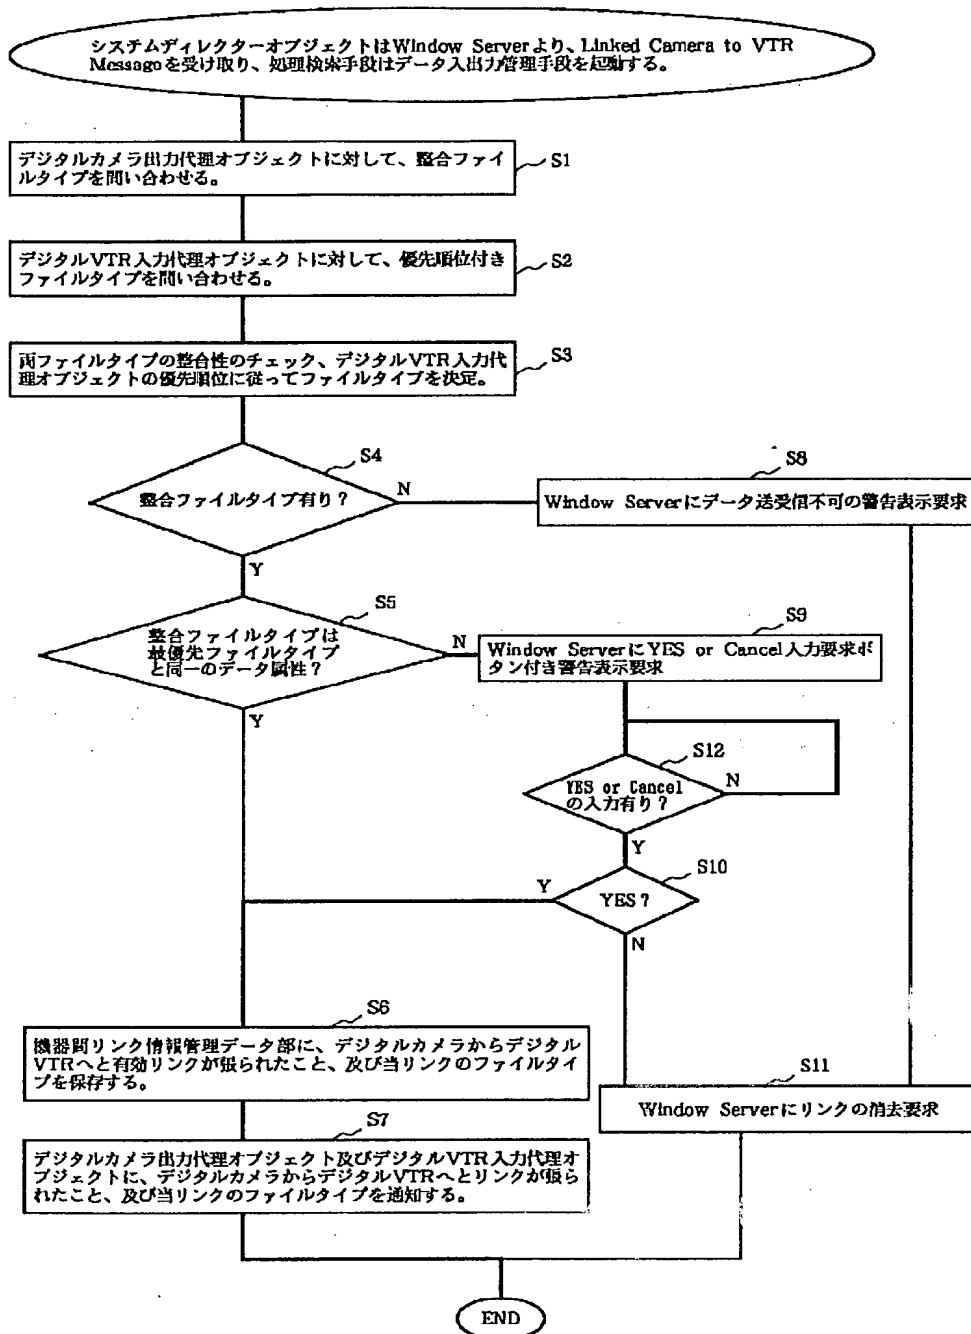 システムディレクターオブジェクトはWindow Serverより、Linked Camera to VTR
Messageを受け取り、処理検索手段はデータ入出力管理手段を起動する。
デジタルカメラ出力代理オブジェクトに対して、整合ファイ
ルタイプを問い合わせる。
S1
デジタルVTR入力代理オブジェクトに対して、優先順位付き
ファイルタイプを問い合わせる。
S2
両ファイルタイプの整合性のチェック、デジタルVTR入力代
理オブジェクトの優先順位に従ってファイルタイプを決定。
S3
S4
整合ファイルタイプ有り?
N
Y
S8
Window Serverにデータ送受信不可の警告表示要求
S5
整合ファイルタイプは
最優先ファイルタイプ
と同一のデータ属性?
N
Y
S9
Window ServerにYES or Cancel入力要求ボ
タン付き警告表示要求
S12
YES or Cancel
の入力有り?
N
Y
S10
YES?
Y
N
S6
機器間リンク情報管理データ部に、デジタルカメラからデジタル
VTRへと有効リンクが張られたこと、及び当リンクのファイルタイ
プを保存する。
S11
Window Serverにリンクの消去要求
S7
デジタルカメラ出力代理オブジェクト及びデジタルVTR入力代理オ
ブジェクトに、デジタルカメラからデジタルVTRへとリンクが張ら
れたこと、及び当リンクのファイルタイプを通知する。
END